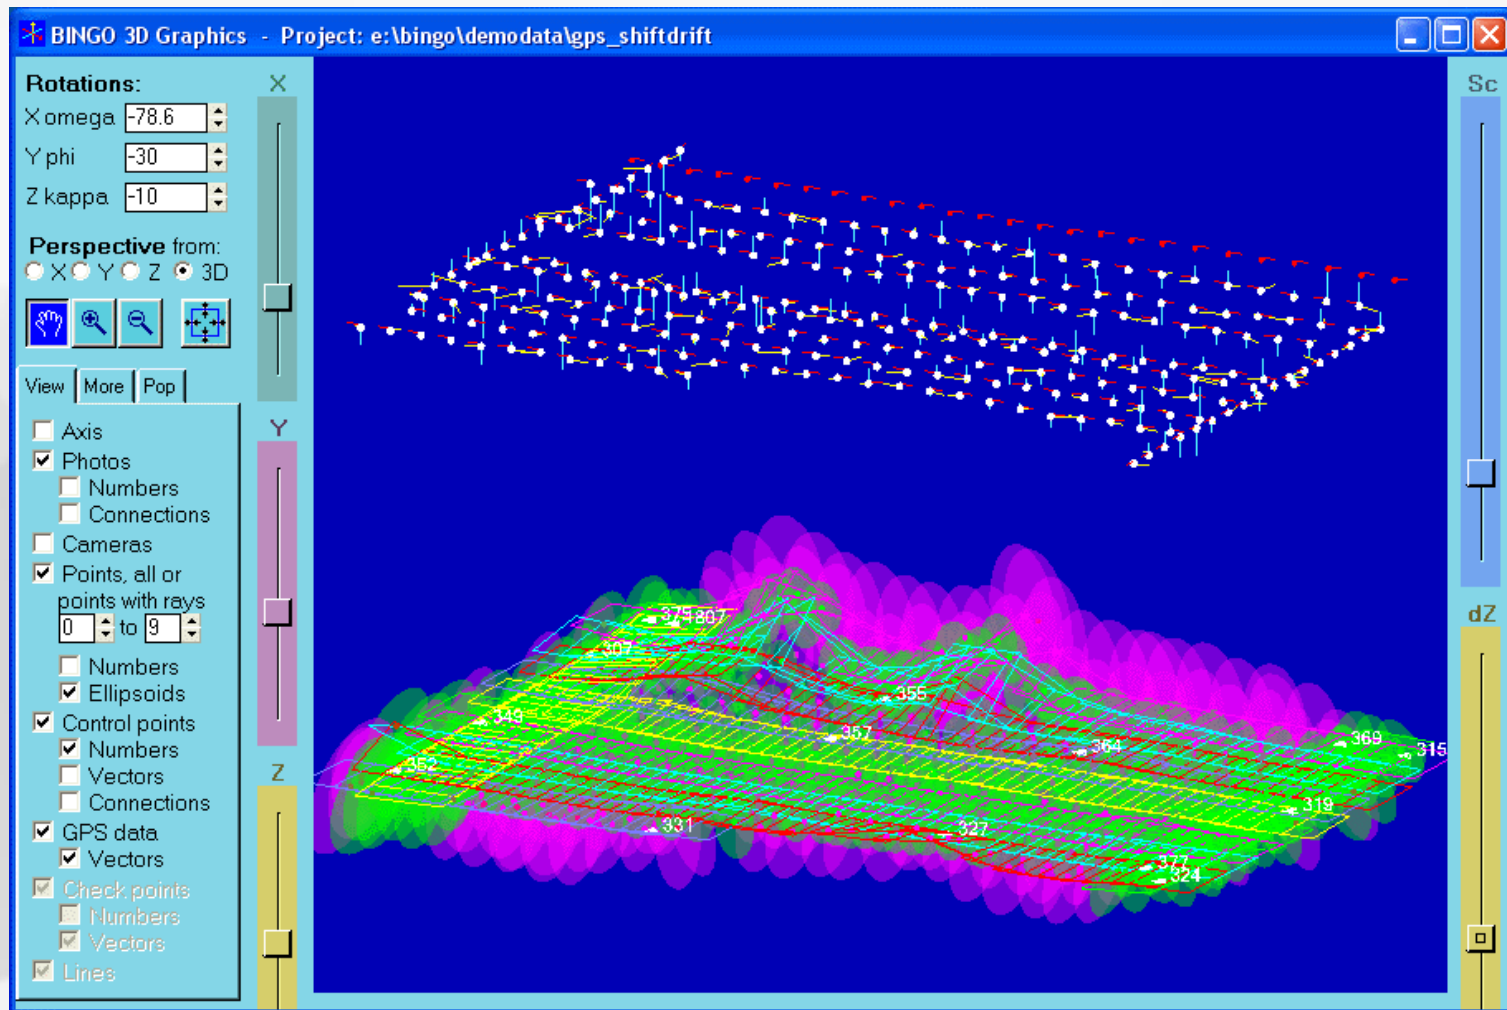 BINGO 3D Graphics - Project: e:\bingo\demodata\gps_shiftdrift
Rotations:
X omega -78.6
Y phi -30
Z kappa -10
Perspective from:
X Y Z 3D
View More Pop
Axis
Photos
Numbers
Connections
Cameras
Points, all or
points with rays
0 to 9
Numbers
Ellipsoids
Control points
Numbers
Vectors
Connections
GPS data
Vectors
Check points
Numbers
Vectors
Lines
X
Y
Z
Sc
dZ
307
355
349
357
364
369
315
352
319
331
327
377
324